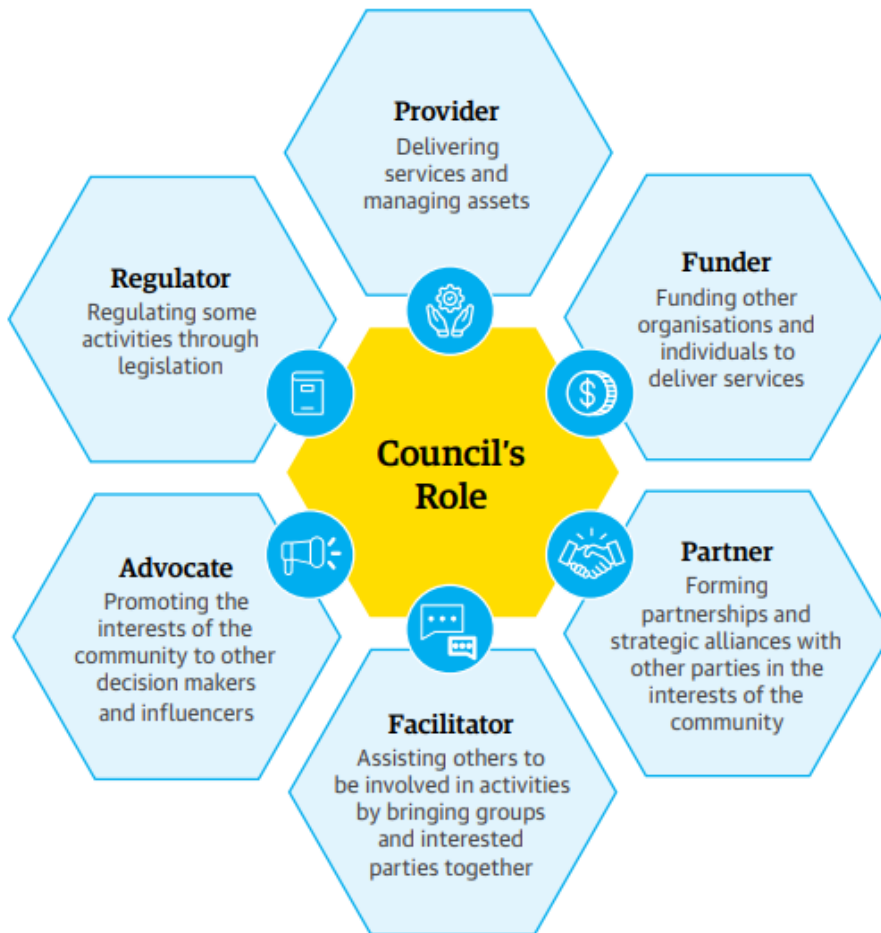 Provider
Delivering
services and
managing assets
Funder
Funding other
organisations and
individuals to
deliver services
Partner
Forming
partnerships and
strategic alliances with
other parties in the
interests of the
community
Facilitator
Assisting others to
be involved in activities
by bringing groups
and interested
parties together
Advocate
Promoting the
interests of the
community to other
decision makers
and influencers
Regulator
Regulating some
activities through
legislation
Council's
Role
$